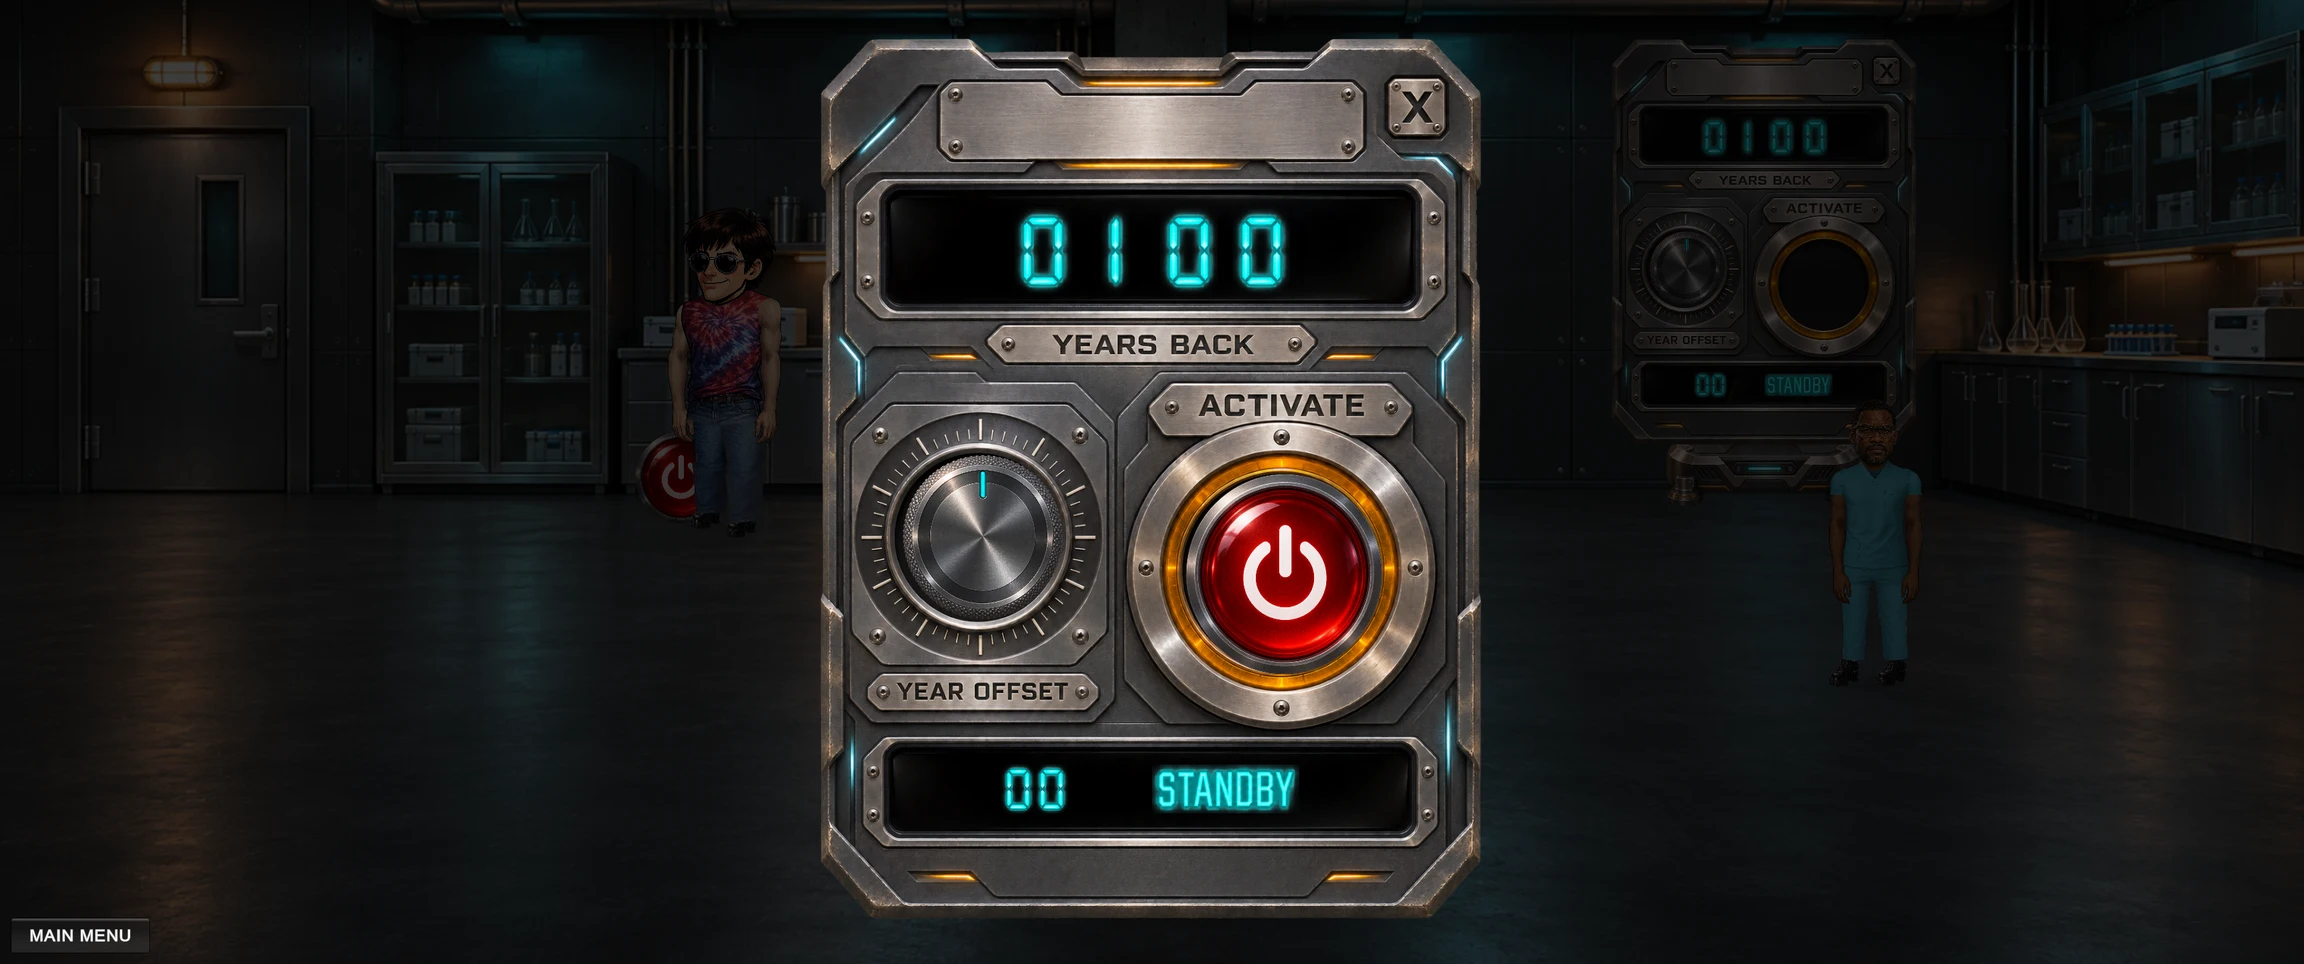 X
0100
YEARS BACK
ACTIVATE
YEAR OFFSET
00 STANDBY
X
0100
YEARS BACK
ACTIVATE
YEAR OFFSET
00 STANDBY
MAIN MENU